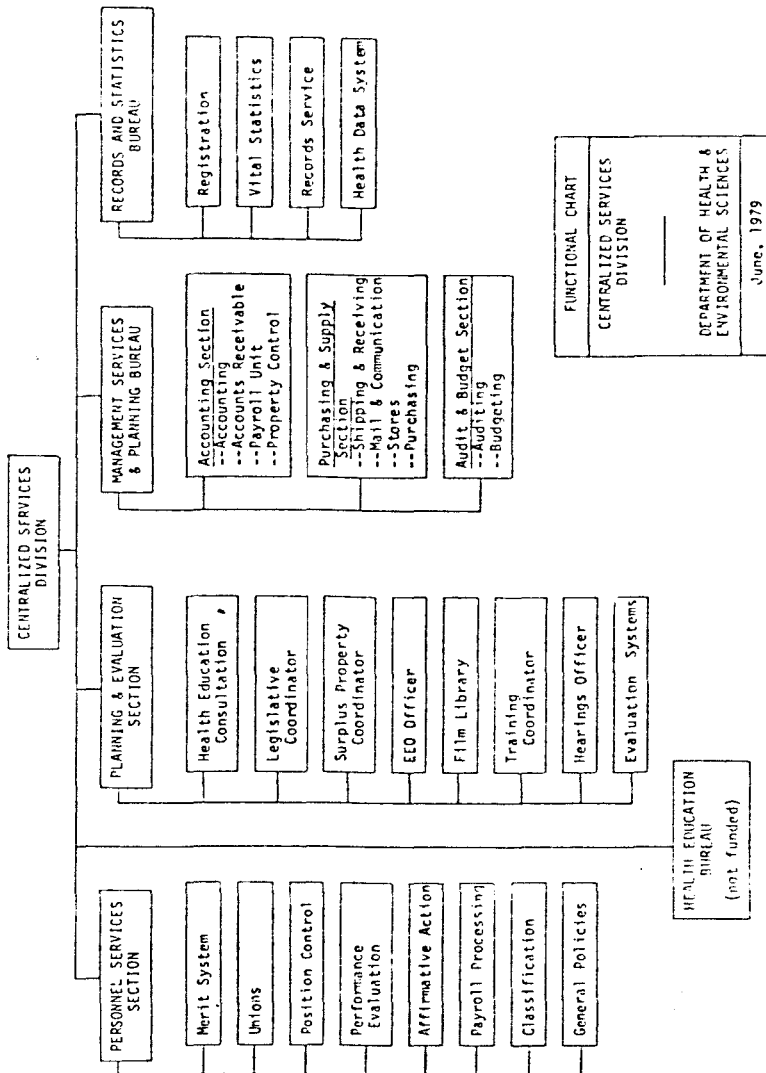 CENTRALIZED SERVICES
DIVISION
PERSONNEL SERVICES
SECTION
Merit System
Unions
Position Control
Performance
Evaluation
Affirmative Action
Payroll Processing
Classification
General Policies
HEALTH EDUCATION
BUREAU
(not funded)
PLANNING & EVALUATION
SECTION
Health Education
Consultation
Legislative
Coordinator
Surplus Property
Coordinator
EEO Officer
Film Library
Training
Coordinator
Hearings Officer
Evaluation Systems
MANAGEMENT SERVICES
& PLANNING BUREAU
Accounting Section
--Accounting
--Accounts Receivable
--Payroll Unit
--Property Control
Purchasing & Supply
Section
--Shipping & Receiving
--Mail & Communication
--Stores
--Purchasing
Audit & Budget Section
--Auditing
--Budgeting
RECORDS AND STATISTICS
BUREAU
Registration
Vital Statistics
Records Service
Health Data System
FUNCTIONAL CHART
CENTRALIZED SERVICES
DIVISION
DEPARTMENT OF HEALTH &
ENVIRONMENTAL SCIENCES
June, 1979